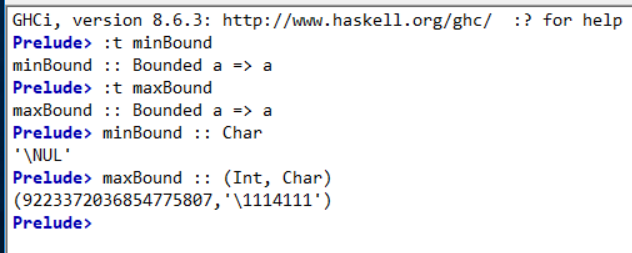 GHCi, version 8.6.3: http://www.haskell.org/ghc/  :? for help
Prelude> :t minBound
minBound :: Bounded a => a
Prelude> :t maxBound
maxBound :: Bounded a => a
Prelude> minBound :: Char
'\NUL'
Prelude> maxBound :: (Int, Char)
(9223372036854775807,'\1114111')
Prelude>